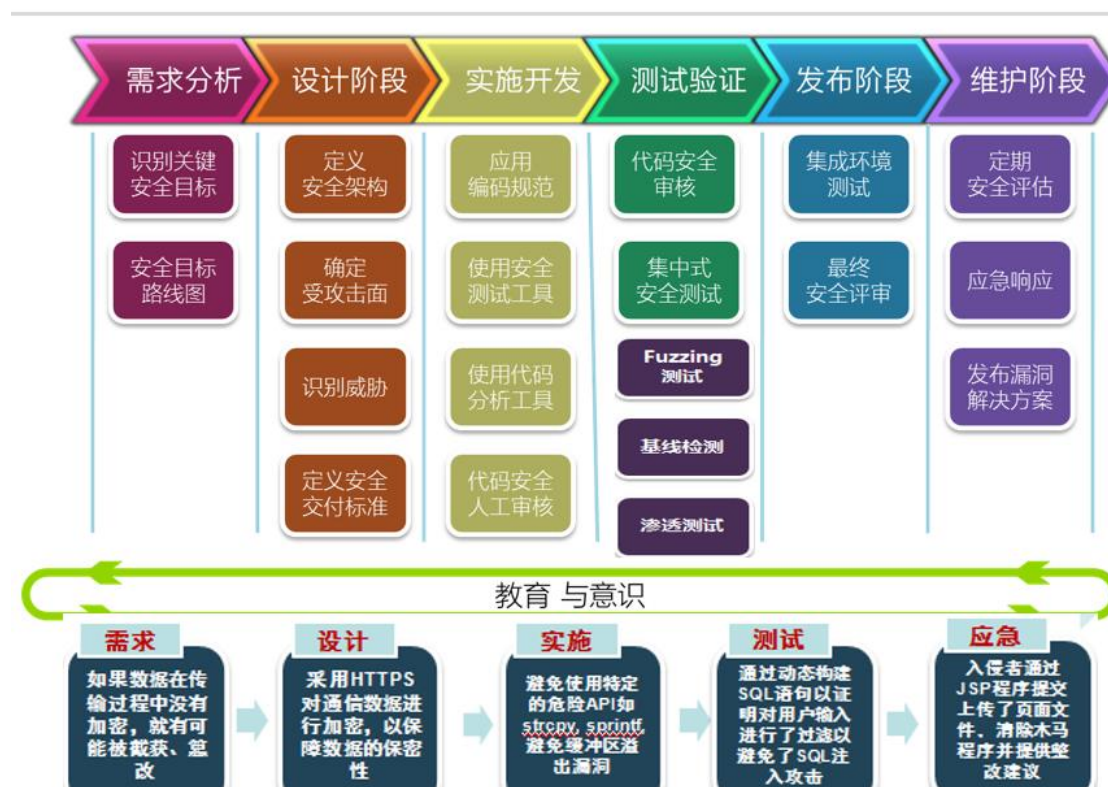 需求分析
设计阶段
实施开发
测试验证
发布阶段
维护阶段
识别关键
安全目标
安全目标
路线图
定义
安全架构
确定
受攻击面
识别威胁
定义安全
交付标准
应用
编码规范
使用安全
测试工具
使用代码
分析工具
代码安全
人工审核
代码安全
审核
集中式
安全测试
Fuzzing
测试
基线检测
渗透测试
集成环境
测试
最终
安全评审
定期
安全评估
应急响应
发布漏洞
解决方案
教育 与意识
需求
如果数据在传
输过程中没有
加密，就有可
能被截获、篡
改
设计
采用HTTPS
对通信数据进
行加密，以保
障数据的保密
性
实施
避免使用特定
的危险API如
strcpy, sprintf,
避免缓冲区溢
出漏洞
测试
通过动态构建
SQL语句以证
明对用户输入
进行了过滤以
避免了SQL注
入攻击
应急
入侵者通过
JSP程序提交
上传了页面文
件、清除木马
程序并提供整
改建议